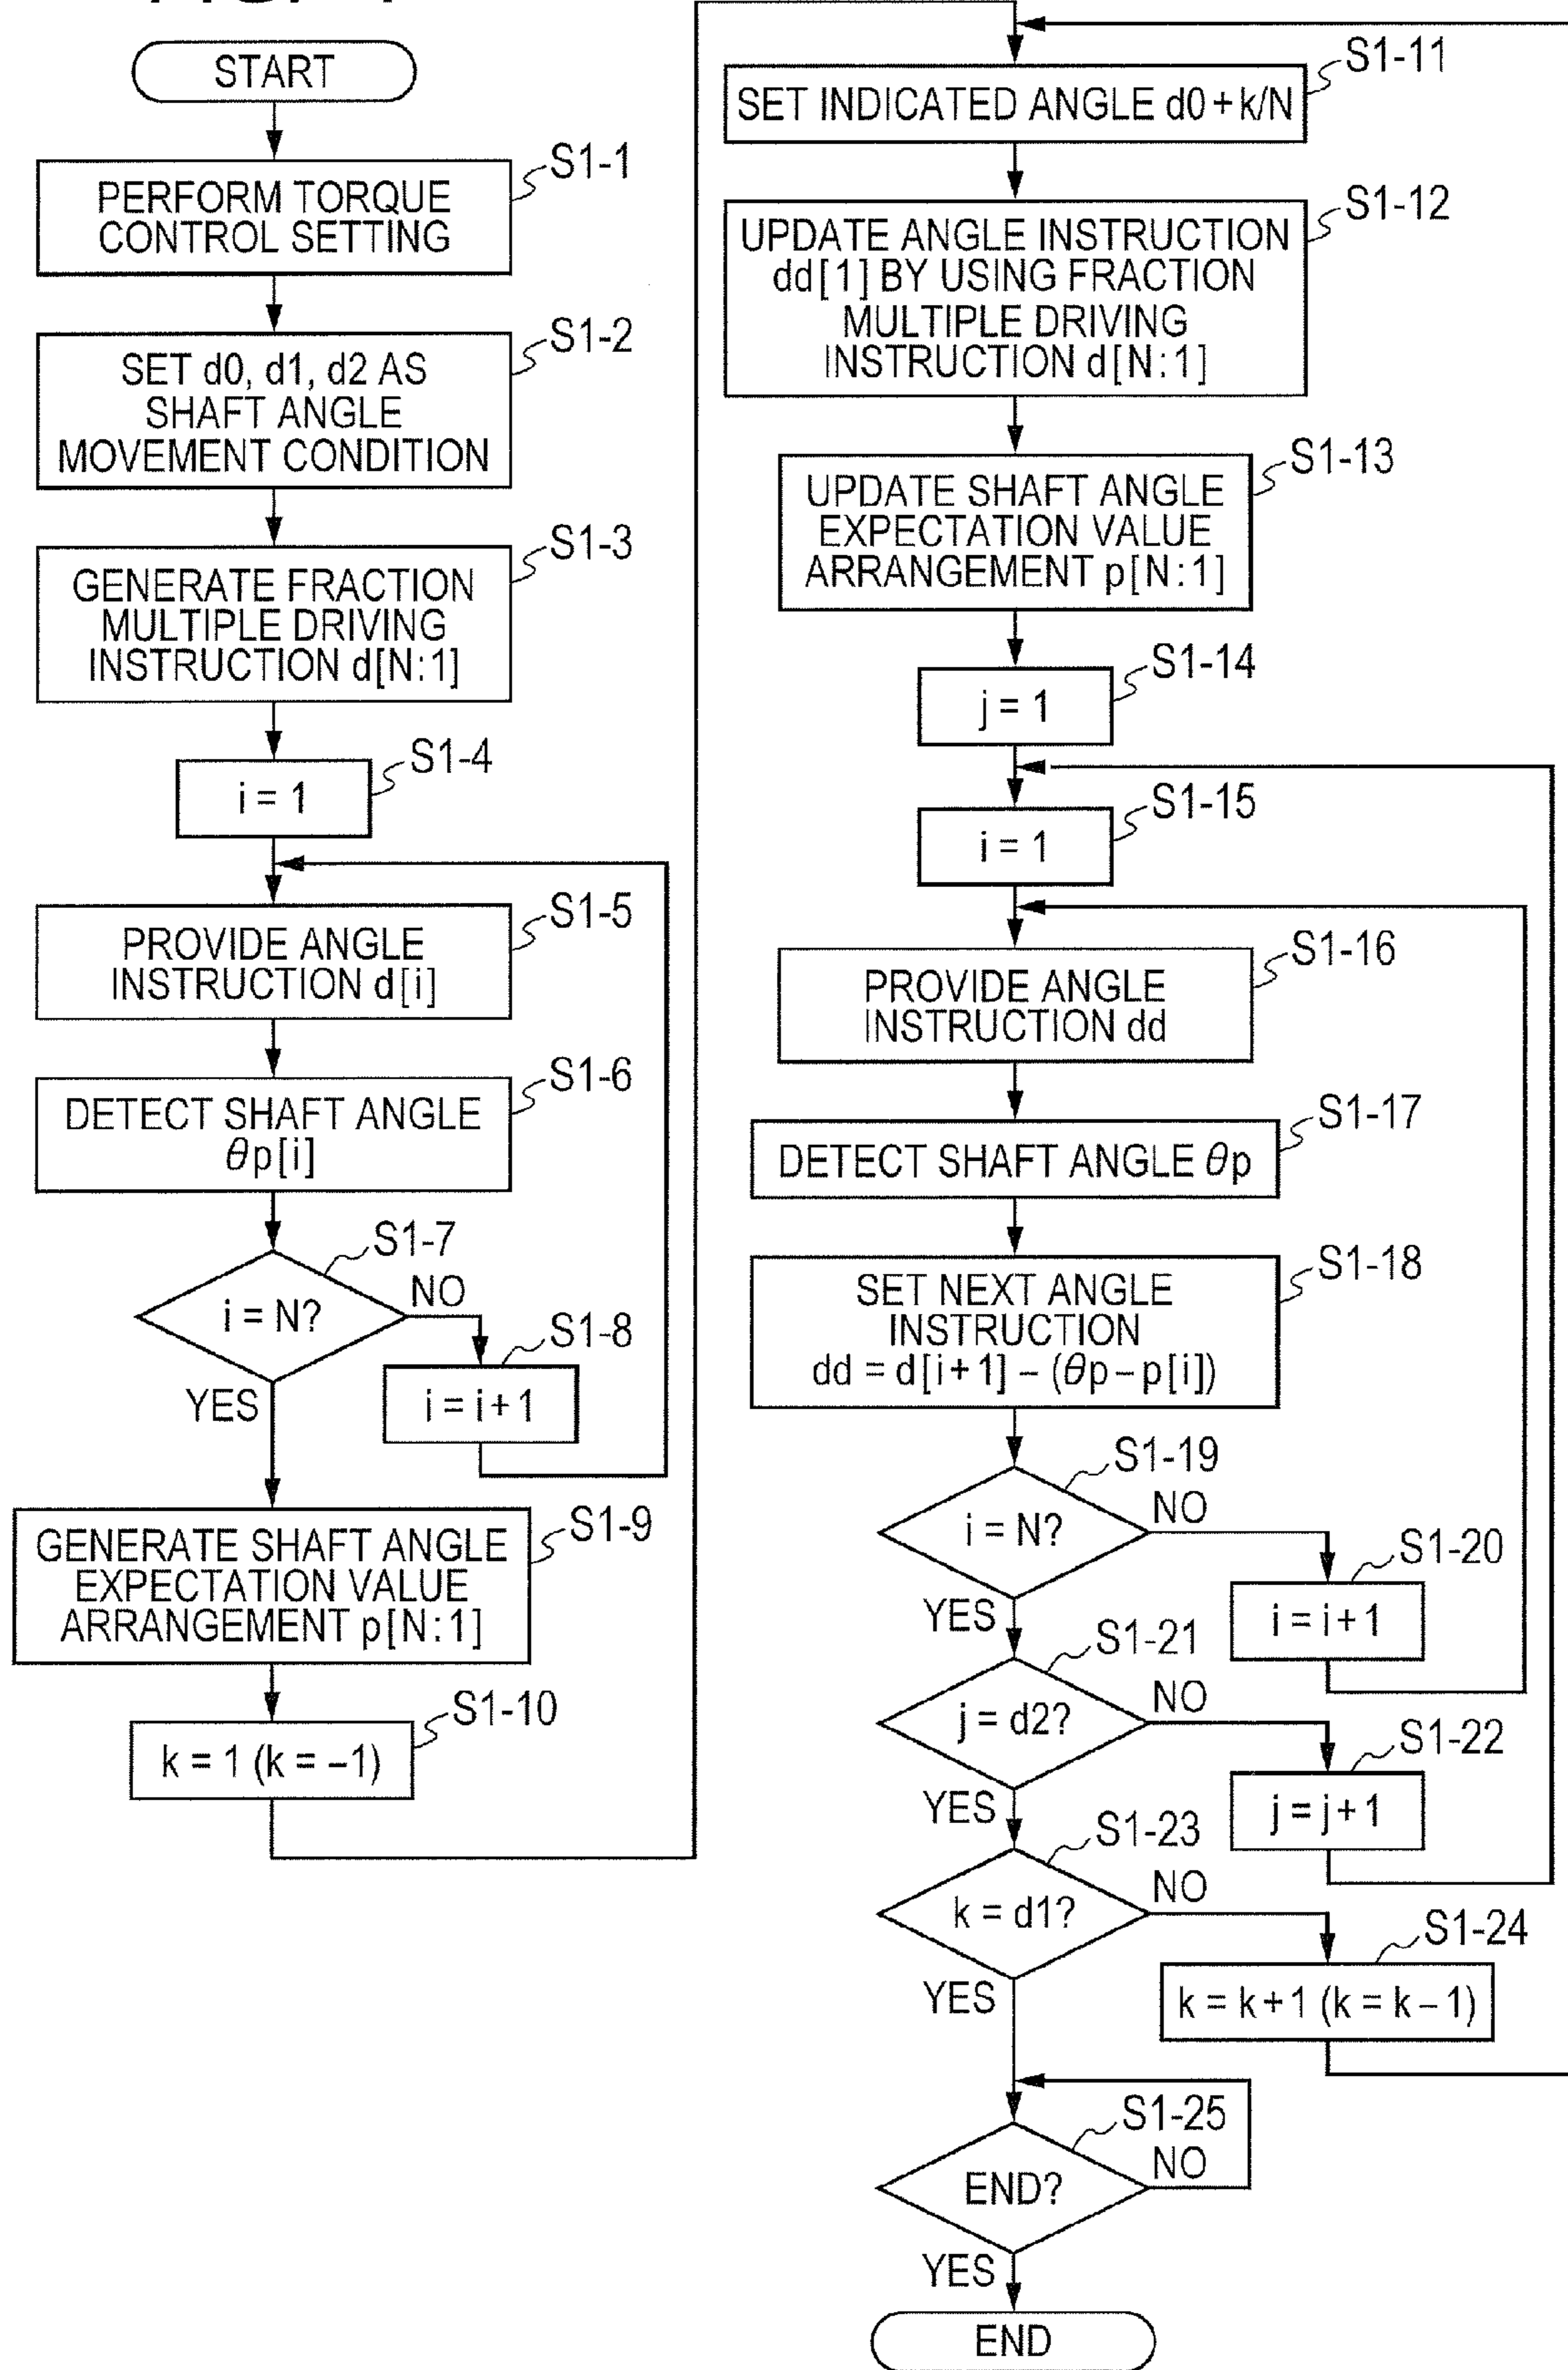 START
S1-1
PERFORM TORQUE
CONTROL SETTING
S1-2
SET d0, d1, d2 AS
SHAFT ANGLE
MOVEMENT CONDITION
S1-3
GENERATE FRACTION
MULTIPLE DRIVING
INSTRUCTION d[N:1]
S1-4
i = 1
S1-5
PROVIDE ANGLE
INSTRUCTION d[i]
S1-6
DETECT SHAFT ANGLE
θp[i]
S1-7
i = N?
NO
S1-8
i = i+1
YES
S1-9
GENERATE SHAFT ANGLE
EXPECTATION VALUE
ARRANGEMENT p[N:1]
S1-10
k = 1 (k = –1)
S1-11
SET INDICATED ANGLE d0 + k/N
S1-12
UPDATE ANGLE INSTRUCTION
dd[1] BY USING FRACTION
MULTIPLE DRIVING
INSTRUCTION d[N:1]
S1-13
UPDATE SHAFT ANGLE
EXPECTATION VALUE
ARRANGEMENT p[N:1]
S1-14
j = 1
S1-15
i = 1
S1-16
PROVIDE ANGLE
INSTRUCTION dd
S1-17
DETECT SHAFT ANGLE θp
S1-18
SET NEXT ANGLE
INSTRUCTION
dd = d[i+1] – (θp – p[i])
S1-19
i = N?
NO
S1-20
i = i+1
YES
S1-21
j = d2?
NO
S1-22
j = j+1
YES
S1-23
k = d1?
NO
S1-24
k = k+1 (k = k – 1)
YES
S1-25
END?
NO
YES
END